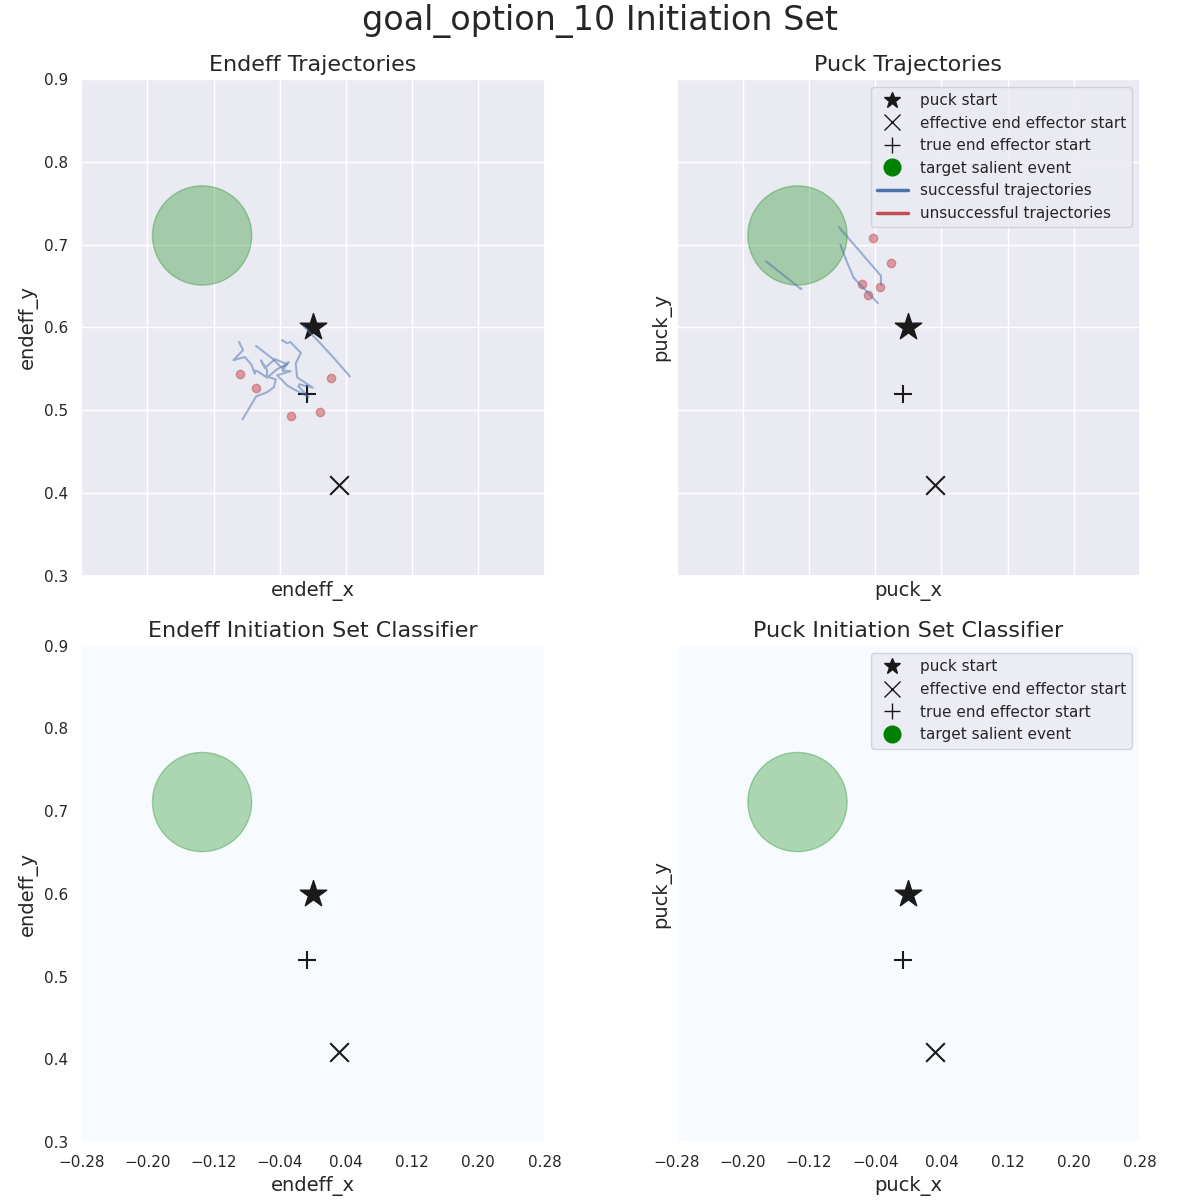 goal_option_10 Initiation Set
Endeff Trajectories
0.9
0.8
0.7
0.6
0.5
0.4
0.3
endeff_y
endeff_x
Puck Trajectories
puck start
effective end effector start
true end effector start
target salient event
successful trajectories
unsuccessful trajectories
puck_y
puck_x
Endeff Initiation Set Classifier
0.9
0.8
0.7
0.6
0.5
0.4
0.3
endeff_y
−0.28 −0.20 −0.12 −0.04 0.04 0.12 0.20 0.28
endeff_x
Puck Initiation Set Classifier
puck start
effective end effector start
true end effector start
target salient event
puck_y
−0.28 −0.20 −0.12 −0.04 0.04 0.12 0.20 0.28
puck_x